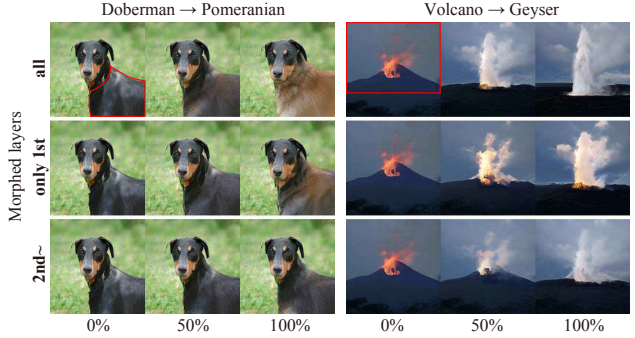 Doberman → Pomeranian
Volcano → Geyser
Morphed layers
all
only 1st
2nd~
0%
50%
100%
0%
50%
100%